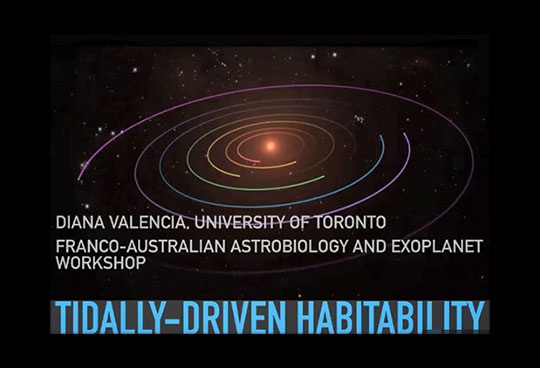 DIANA VALENCIA, UNIVERSITY OF TORONTO
FRANCO-AUSTRALIAN ASTROBIOLOGY AND EXOPLANET
WORKSHOP
TIDALLY-DRIVEN HABITABILITY